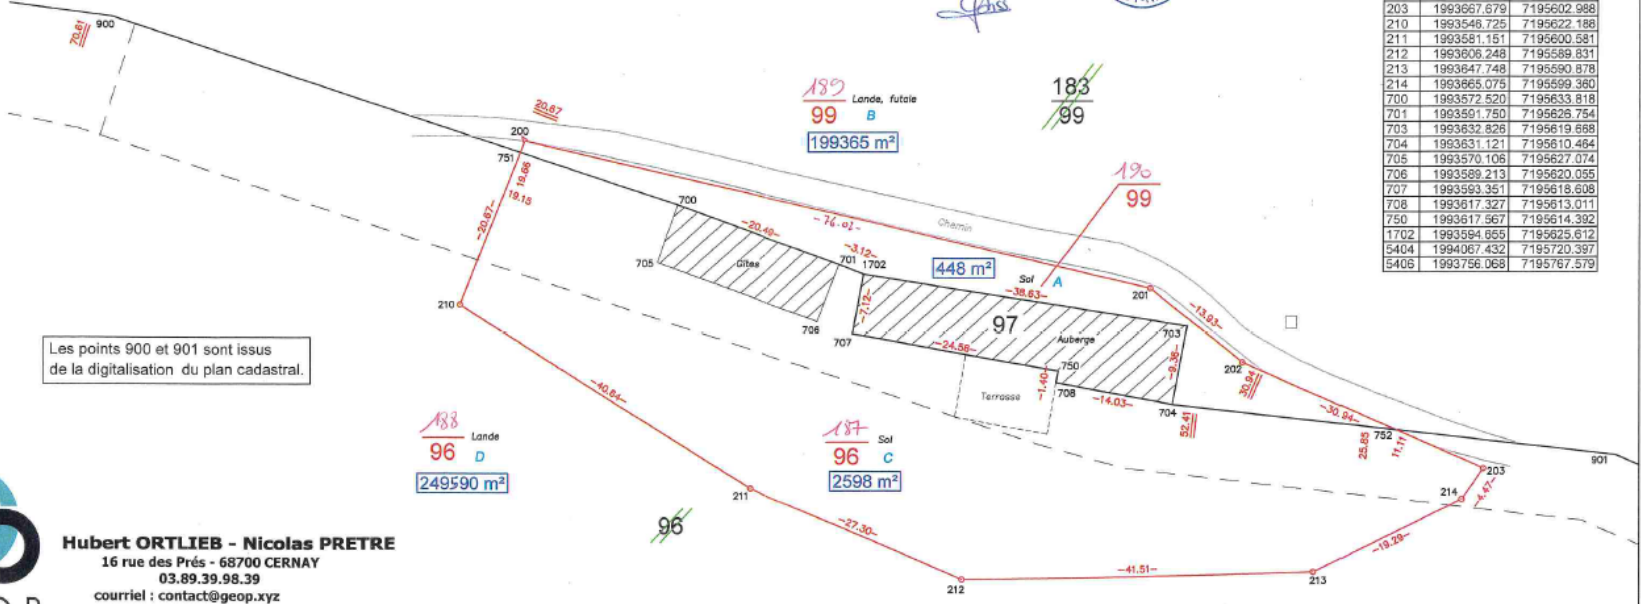 203 1993667.679 7195602.988
210 1993546.725 7195622.188
211 1993581.151 7195600.581
212 1993606.248 7195589.831
213 1993647.748 7195590.878
214 1993665.075 7195599.360
700 1993572.520 7195633.818
701 1993591.750 7195626.754
703 1993632.826 7195619.668
704 1993631.121 7195610.464
705 1993570.106 7195627.074
706 1993589.213 7195620.055
707 1993593.351 7195618.608
708 1993617.327 7195613.011
750 1993617.567 7195614.392
1702 1993594.655 7195625.612
5404 1994067.432 7195720.397
5406 1993756.068 7195767.579
70.61
900
20.67
200
751
19.66
19.15
-20.67-
210
189
99
Lande, futaie
B
199365 m²
183
99
190
99
Chemin
-76.02-
700
-20.49-
-3.12-
701
1702
705
Gîtes
706
448 m²
Sol
A
-38.63-
201
-13.93-
202
30.94
-7.12-
97
703
Auberge
707
-24.58-
750
-1.40-
708
-9.36-
Terrasse
-14.03-
704
52.41
-30.94-
752
25.85
11.11
901
203
214
-4.47-
Les points 900 et 901 sont issus
de la digitalisation du plan cadastral.
-40.64-
188
96
Lande
D
249590 m²
187
96
Sol
C
2598 m²
211
96
-27.30-
212
-41.51-
213
-19.29-
Hubert ORTLIEB - Nicolas PRETRE
16 rue des Prés - 68700 CERNAY
03.89.39.98.39
courriel : contact@geop.xyz